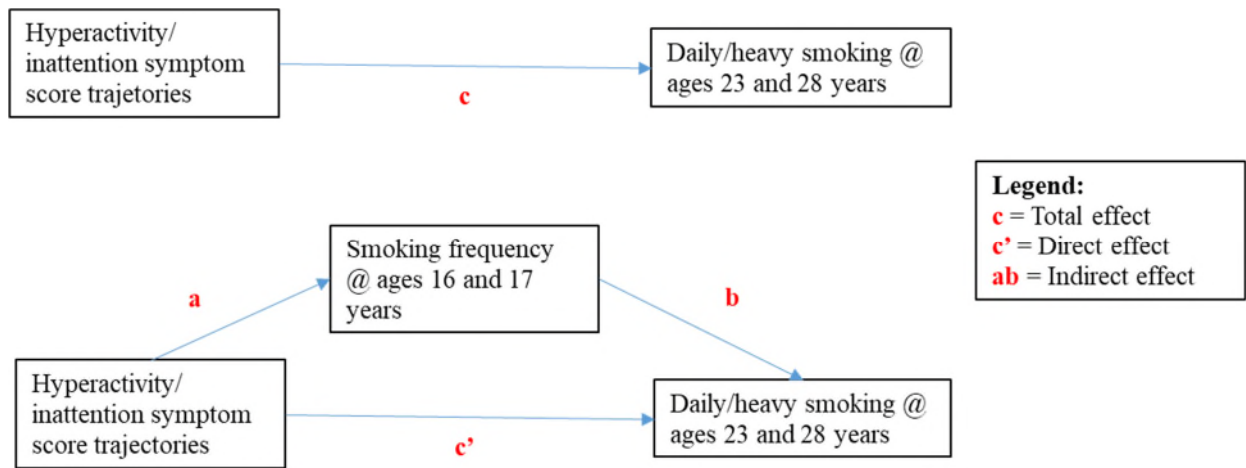 Hyperactivity/
inattention symptom
score trajetories
c
Daily/heavy smoking @
ages 23 and 28 years
Legend:
c = Total effect
c’ = Direct effect
ab = Indirect effect
Smoking frequency
@ ages 16 and 17
years
a
b
Hyperactivity/
inattention symptom
score trajectories
c’
Daily/heavy smoking @
ages 23 and 28 years